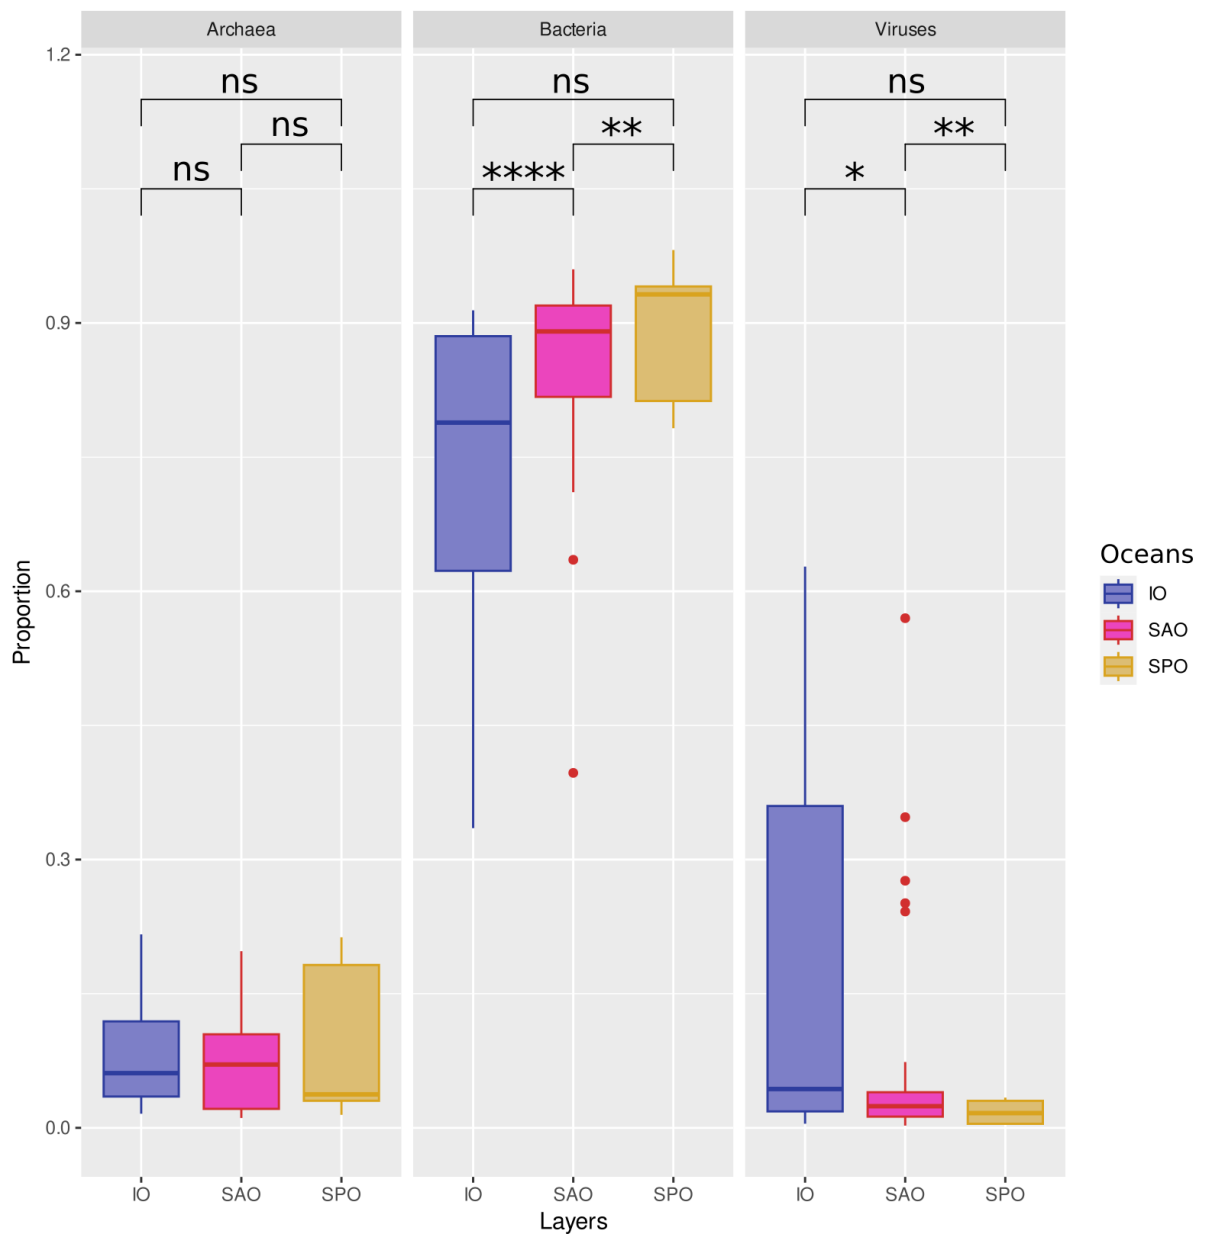 Archaea Bacteria Viruses
1.2
ns ns ns
ns ** **
ns **** *
0.9
0.6
0.3
0.0
Proportion
IO SAO SPO IO SAO SPO IO SAO SPO
Layers
Oceans
IO
SAO
SPO